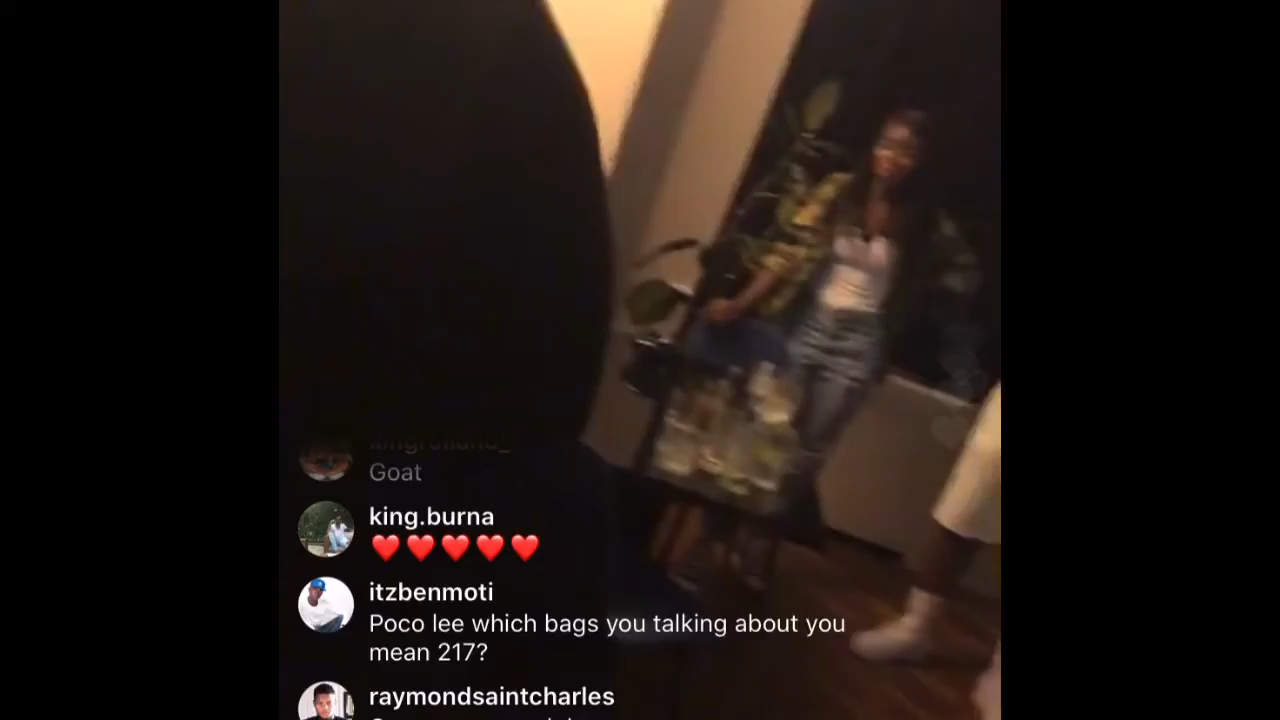 Goat
king.burna
❤️❤️❤️❤️❤️
itzbenmoti
Poco lee which bags you talking about you
mean 217?
raymondsaintcharles